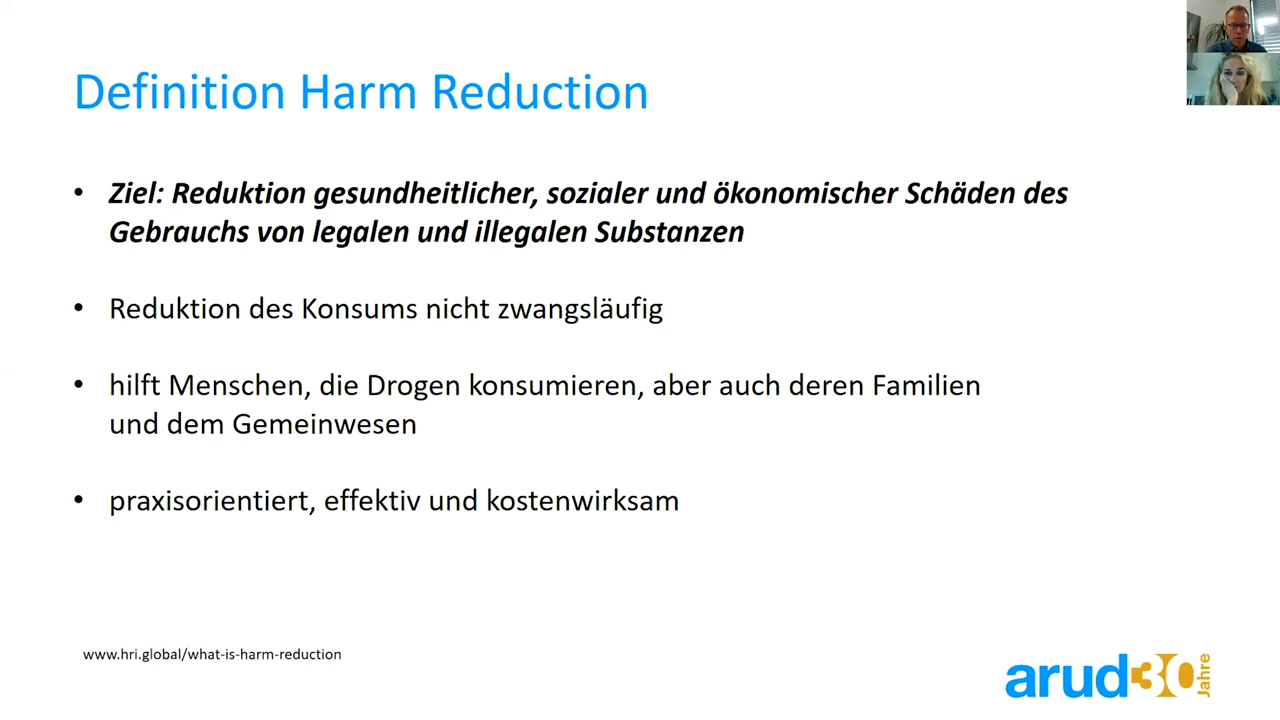 Definition Harm Reduction
• Ziel: Reduktion gesundheitlicher, sozialer und ökonomischer Schäden des
Gebrauchs von legalen und illegalen Substanzen
• Reduktion des Konsums nicht zwangsläufig
• hilft Menschen, die Drogen konsumieren, aber auch deren Familien
und dem Gemeinwesen
• praxisorientiert, effektiv und kostenwirksam
www.hri.global/what-is-harm-reduction
arud 30 Jahre